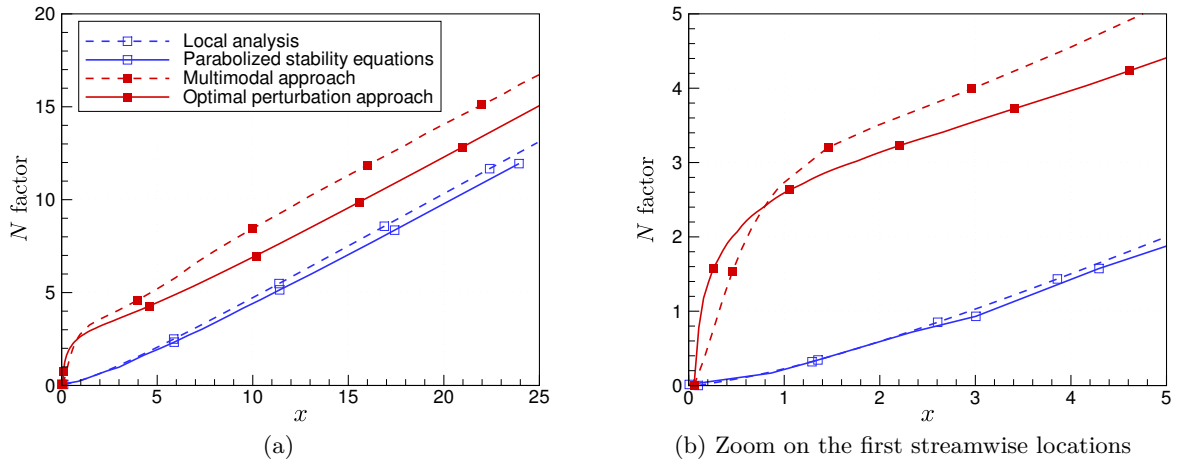 20
15
10
5
0
N factor
0
5
10
15
20
25
x
Local analysis
Parabolized stability equations
Multimodal approach
Optimal perturbation approach
(a)
5
4
3
2
1
0
N factor
0
1
2
3
4
5
x
(b) Zoom on the first streamwise locations